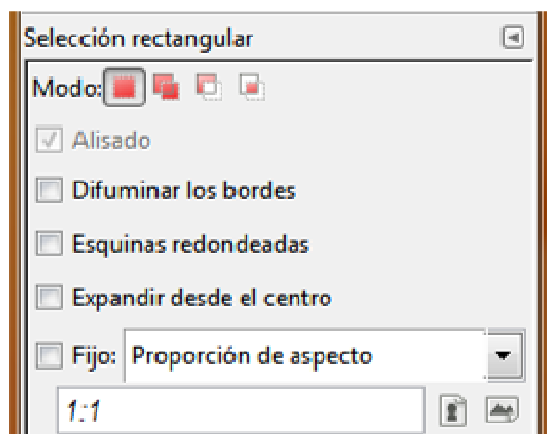 Selección rectangular
Modo:
Alisado
Difuminar los bordes
Esquinas redondeadas
Expandir desde el centro
Fijo: Proporción de aspecto
1:1